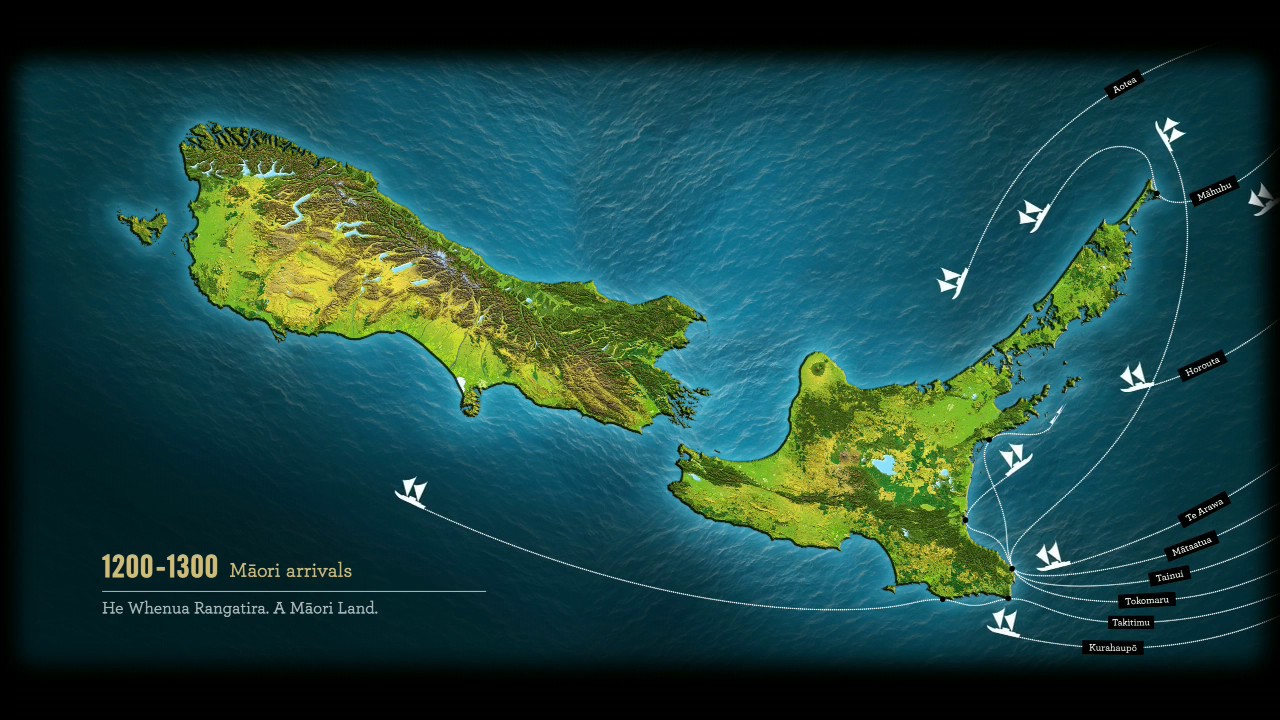 Aotea
Māhuhu
Horouta
Te Arawa
Mātaatua
Tainui
Tokomaru
Takitimu
Kurahaupō
1200-1300 Māori arrivals
He Whenua Rangatira. A Māori Land.